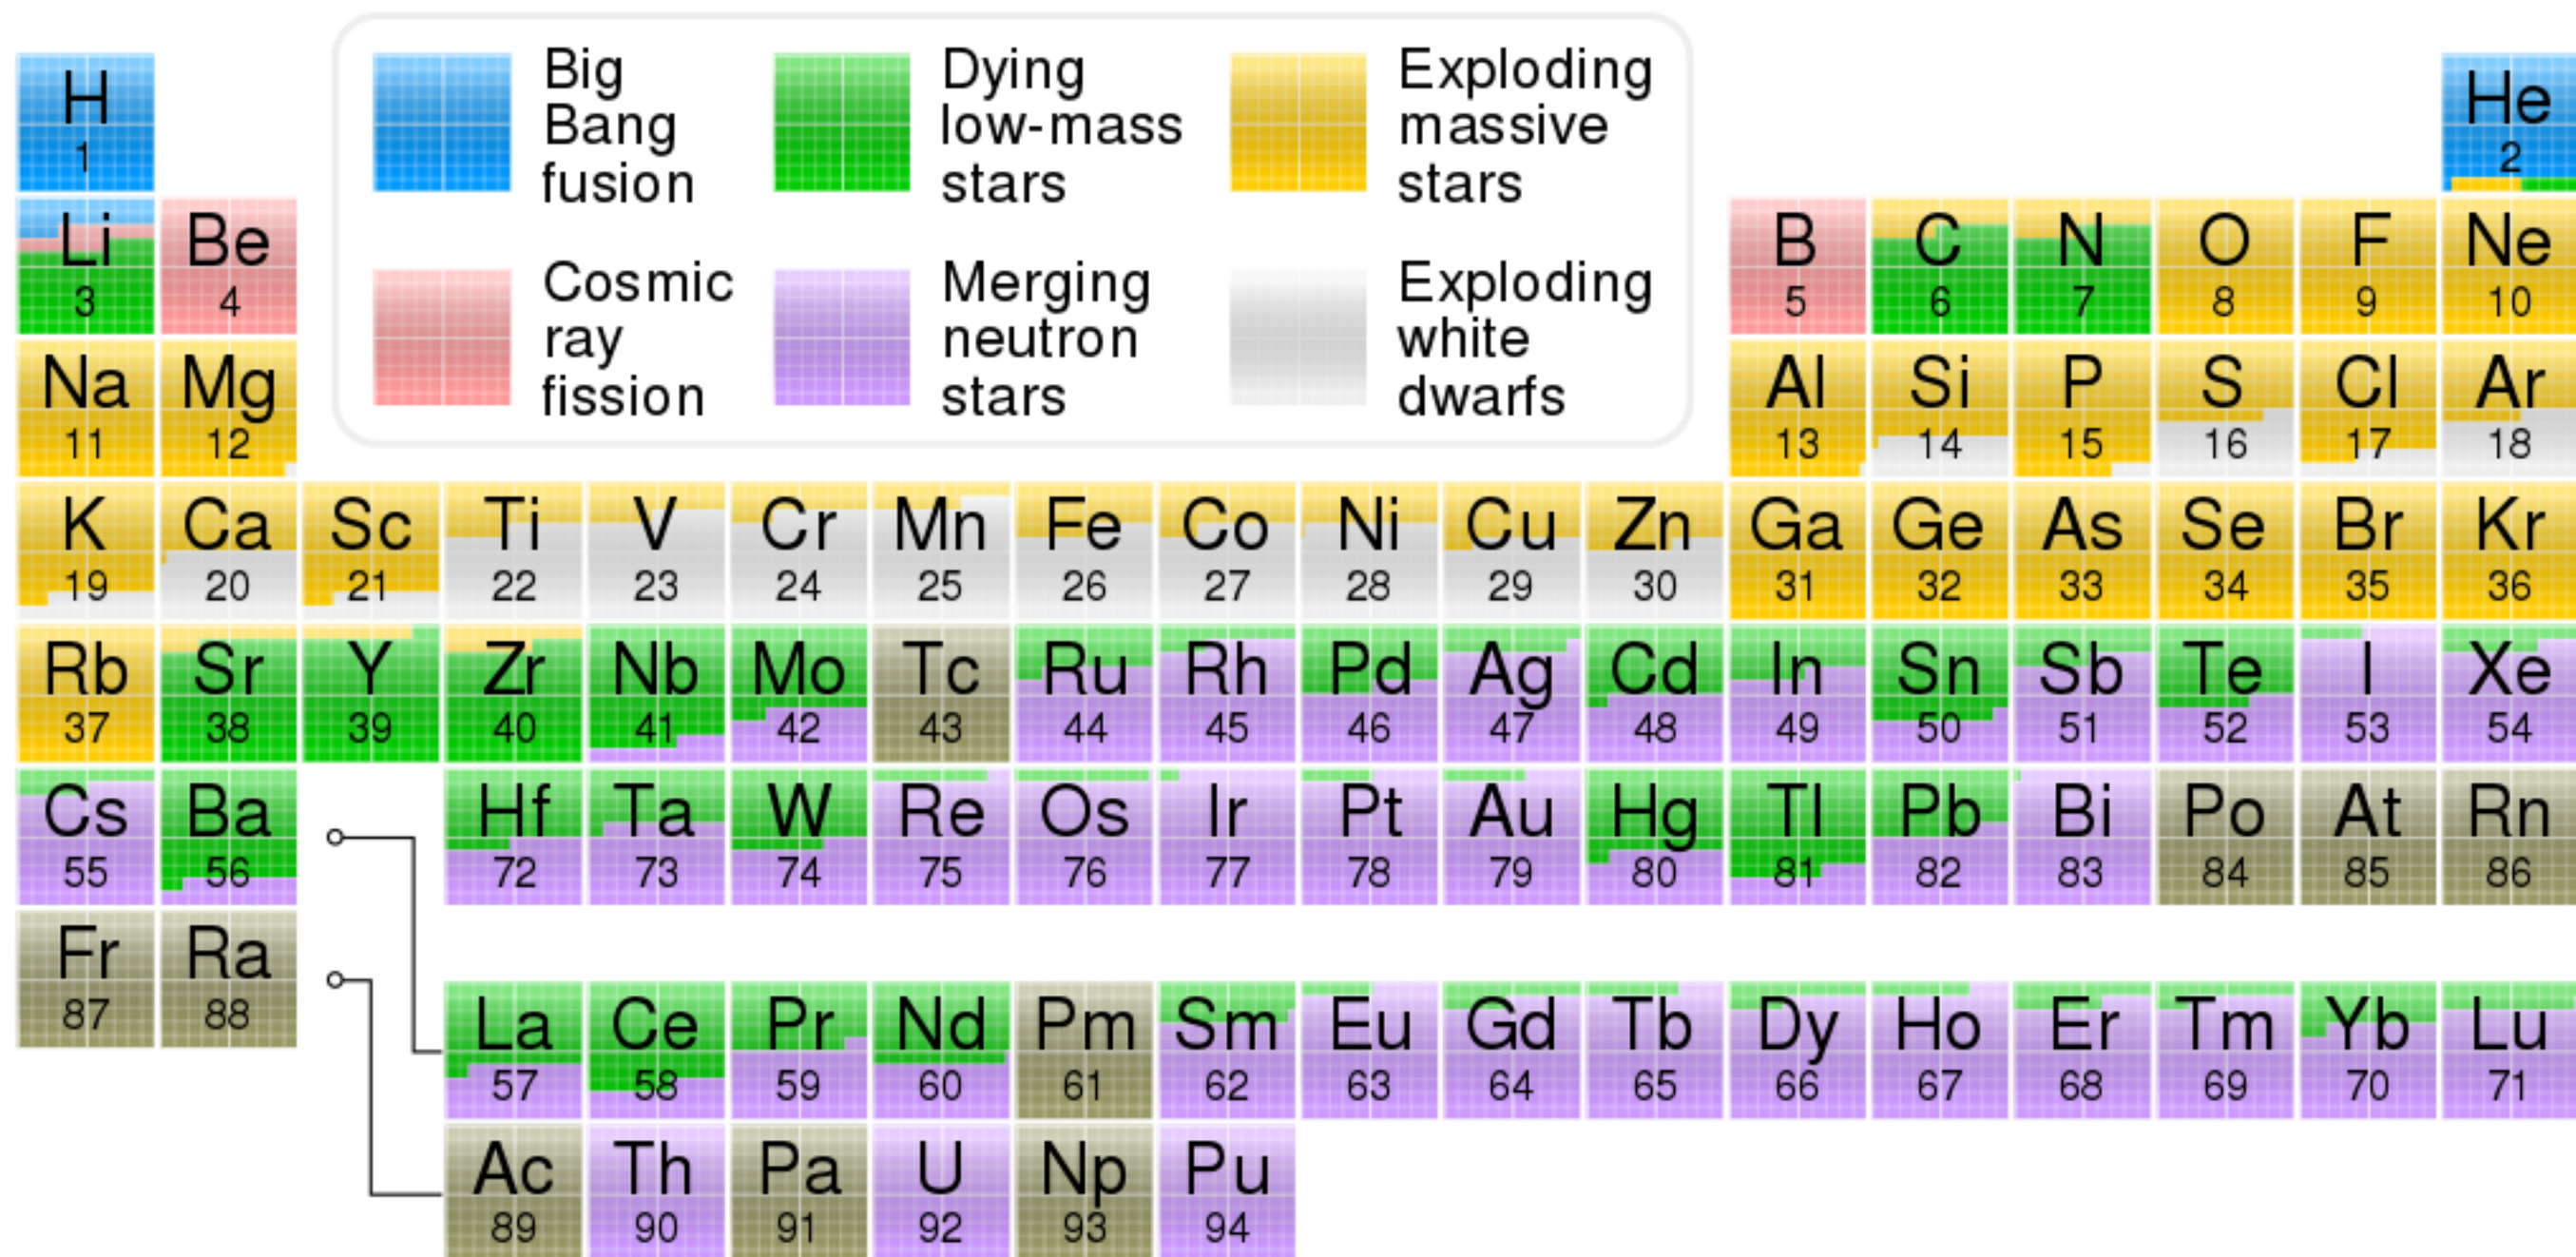 Big Bang fusion
Dying low-mass stars
Exploding massive stars
Cosmic ray fission
Merging neutron stars
Exploding white dwarfs
H He
1 2
Li Be B C N O F Ne
3 4 5 6 7 8 9 10
Na Mg Al Si P S Cl Ar
11 12 13 14 15 16 17 18
K Ca Sc Ti V Cr Mn Fe Co Ni Cu Zn Ga Ge As Se Br Kr
19 20 21 22 23 24 25 26 27 28 29 30 31 32 33 34 35 36
Rb Sr Y Zr Nb Mo Tc Ru Rh Pd Ag Cd In Sn Sb Te I Xe
37 38 39 40 41 42 43 44 45 46 47 48 49 50 51 52 53 54
Cs Ba Hf Ta W Re Os Ir Pt Au Hg Tl Pb Bi Po At Rn
55 56 72 73 74 75 76 77 78 79 80 81 82 83 84 85 86
Fr Ra
87 88
La Ce Pr Nd Pm Sm Eu Gd Tb Dy Ho Er Tm Yb Lu
57 58 59 60 61 62 63 64 65 66 67 68 69 70 71
Ac Th Pa U Np Pu
89 90 91 92 93 94